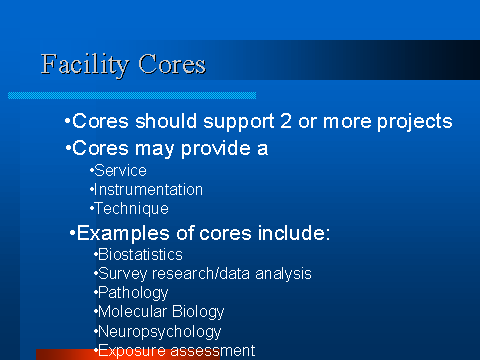 Facility Cores
•Cores should support 2 or more projects
•Cores may provide a
•Service
•Instrumentation
•Technique
•Examples of cores include:
•Biostatistics
•Survey research/data analysis
•Pathology
•Molecular Biology
•Neuropsychology
•Exposure assessment